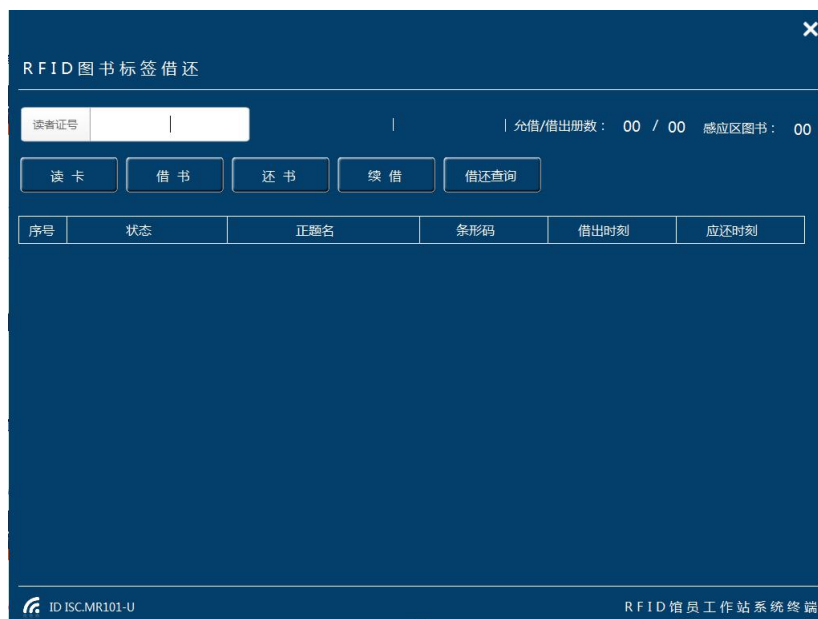 ×
RFID图书标签借还
读者证号 允借/借出册数： 00 / 00 感应区图书： 00
读卡 借书 还书 续借 借还查询
序号 状态 正题名 条形码 借出时刻 应还时刻
ID ISC.MR101-U RFID馆员工作站系统终端